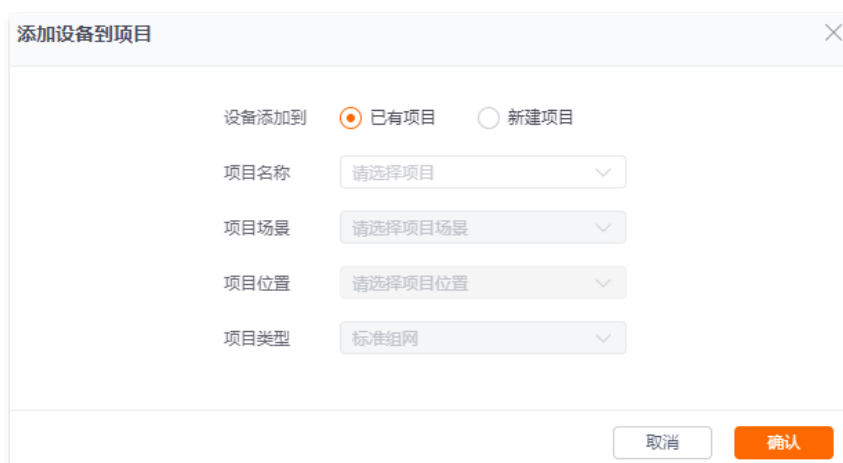 添加设备到项目
设备添加到 已有项目 新建项目
项目名称 请选择项目
项目场景 请选择项目场景
项目位置 请选择项目位置
项目类型 标准组网
取消 确认